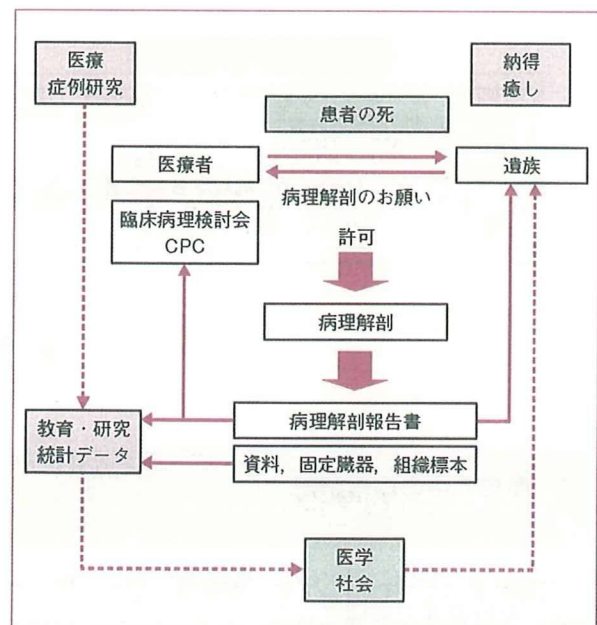 医療
症例研究
納得
癒し
患者の死
医療者
遺族
病理解剖のお願い
臨床病理検討会
CPC
許可
病理解剖
病理解剖報告書
教育・研究
統計データ
資料，固定臓器，組織標本
医学
社会